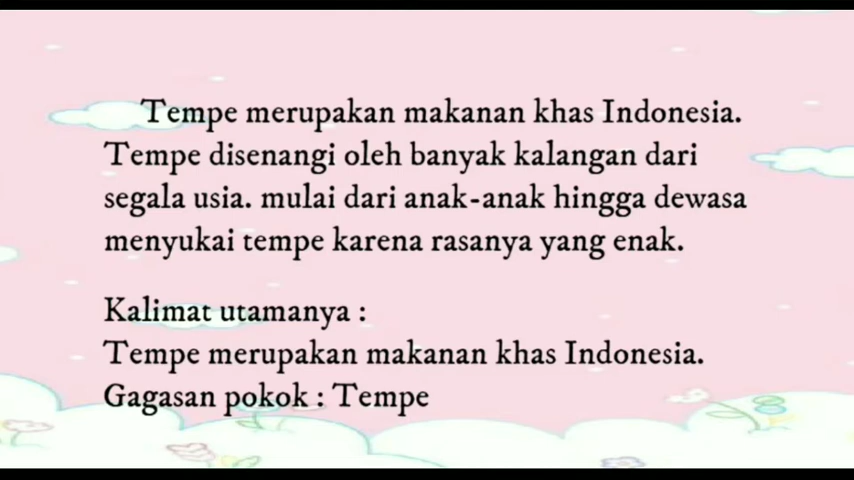 Tempe merupakan makanan khas Indonesia.
Tempe disenangi oleh banyak kalangan dari
segala usia. mulai dari anak-anak hingga dewasa
menyukai tempe karena rasanya yang enak.
Kalimat utamanya :
Tempe merupakan makanan khas Indonesia.
Gagasan pokok : Tempe